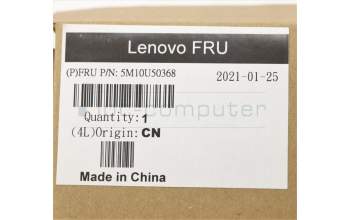 Lenovo FRU
(P)FRU P/N: 5M10U50368
2021-01-25
Quantity:1
(4L)Origin: CN
Made in China